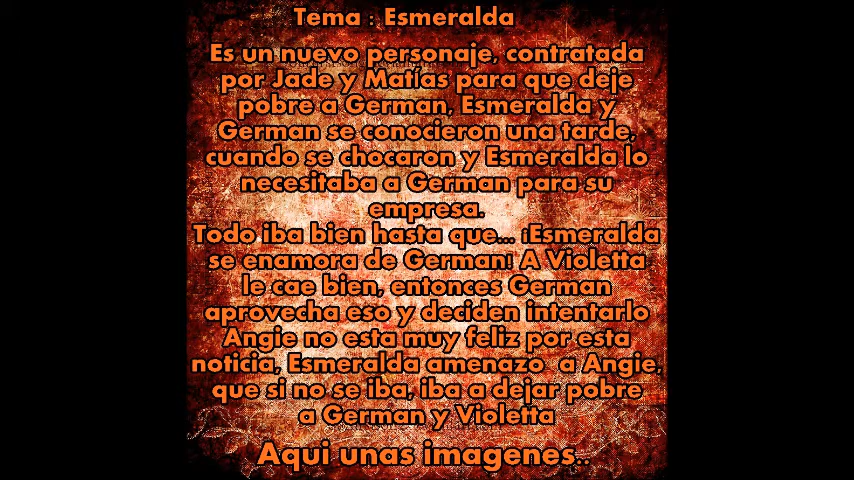 Tema : Esmeralda
Es un nuevo personaje, contratada
por Jade y Matías para que deje
pobre a German, Esmeralda y
German se conocieron una tarde,
cuando se chocaron y Esmeralda lo
necesitaba a German para su
empresa.
Todo iba bien hasta que... ¡Esmeralda
se enamora de German! A Violetta
le cae bien, entonces German
aprovecha eso y deciden intentarlo
Angie no esta muy feliz por esta
noticia, Esmeralda amenazo a Angie,
que si no se iba, iba a dejar pobre
a German y Violetta
Aqui unas imagenes..